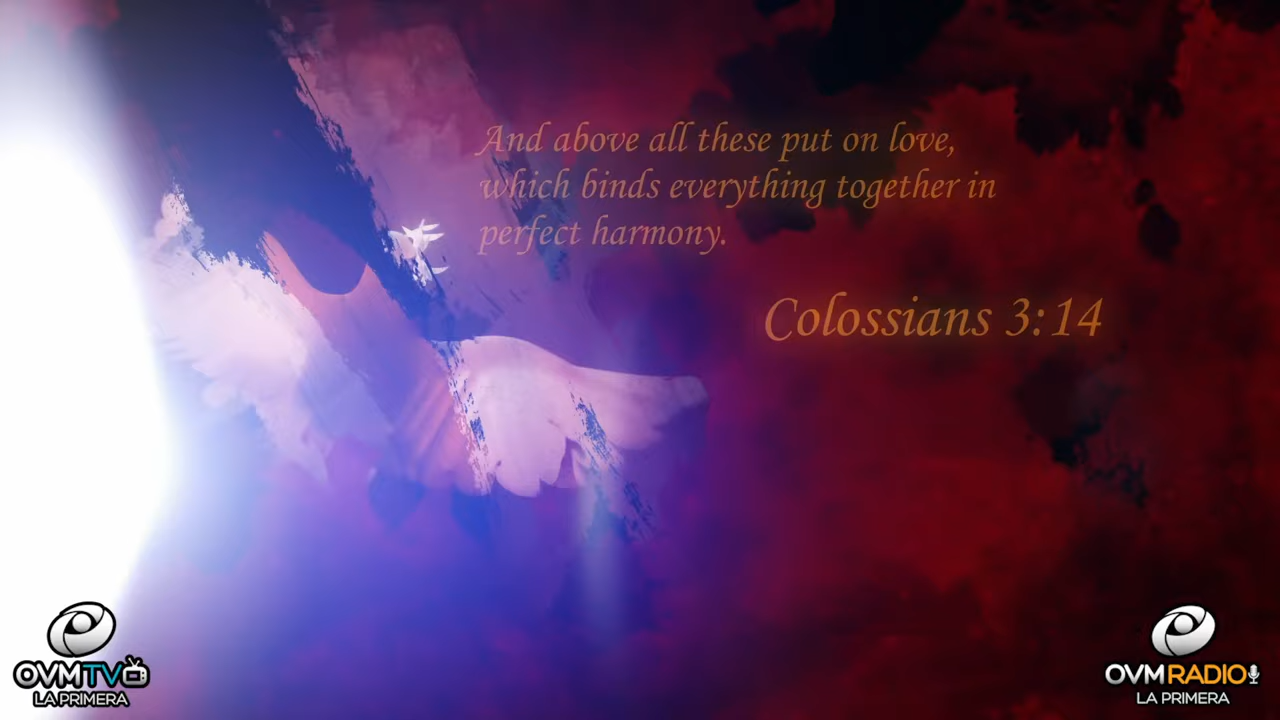 And above all these put on love,
which binds everything together in
perfect harmony.
Colossians 3:14
OVMTV
LA PRIMERA
OVMRADIO
LA PRIMERA